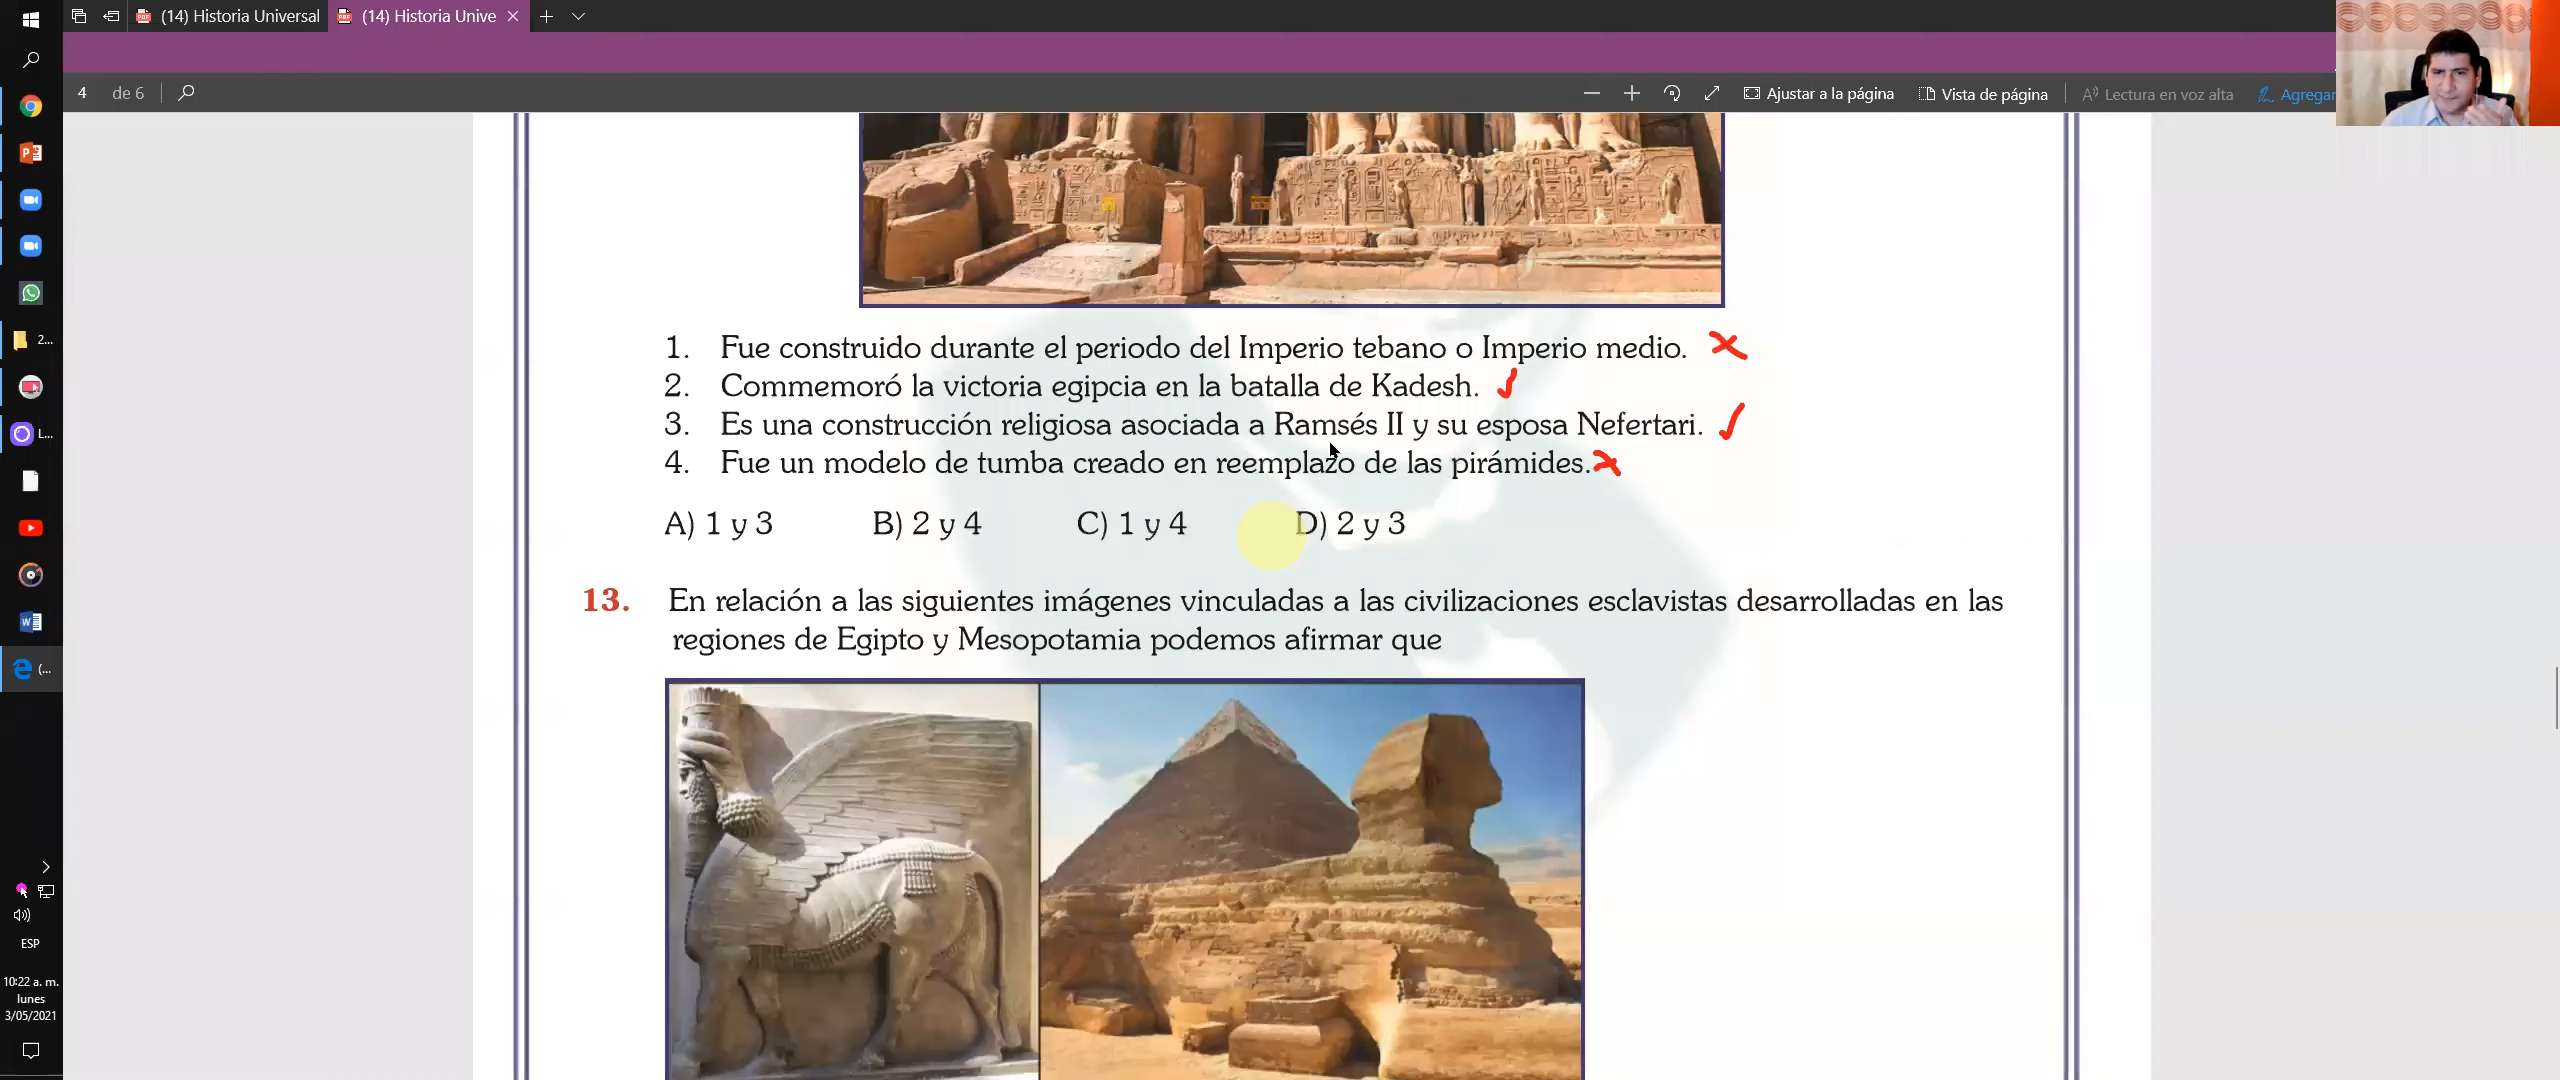 (14) Historia Universal
(14) Historia Unive
4 de 6
Ajustar a la página
Vista de página
Lectura en voz alta
Agregar
1. Fue construido durante el periodo del Imperio tebano o Imperio medio.
2. Commemoró la victoria egipcia en la batalla de Kadesh.
3. Es una construcción religiosa asociada a Ramsés II y su esposa Nefertari.
4. Fue un modelo de tumba creado en reemplazo de las pirámides.
A) 1 y 3 B) 2 y 4 C) 1 y 4 D) 2 y 3
13. En relación a las siguientes imágenes vinculadas a las civilizaciones esclavistas desarrolladas en las
regiones de Egipto y Mesopotamia podemos afirmar que
2...
L...
(...
ESP
10:22 a. m.
lunes
3/05/2021